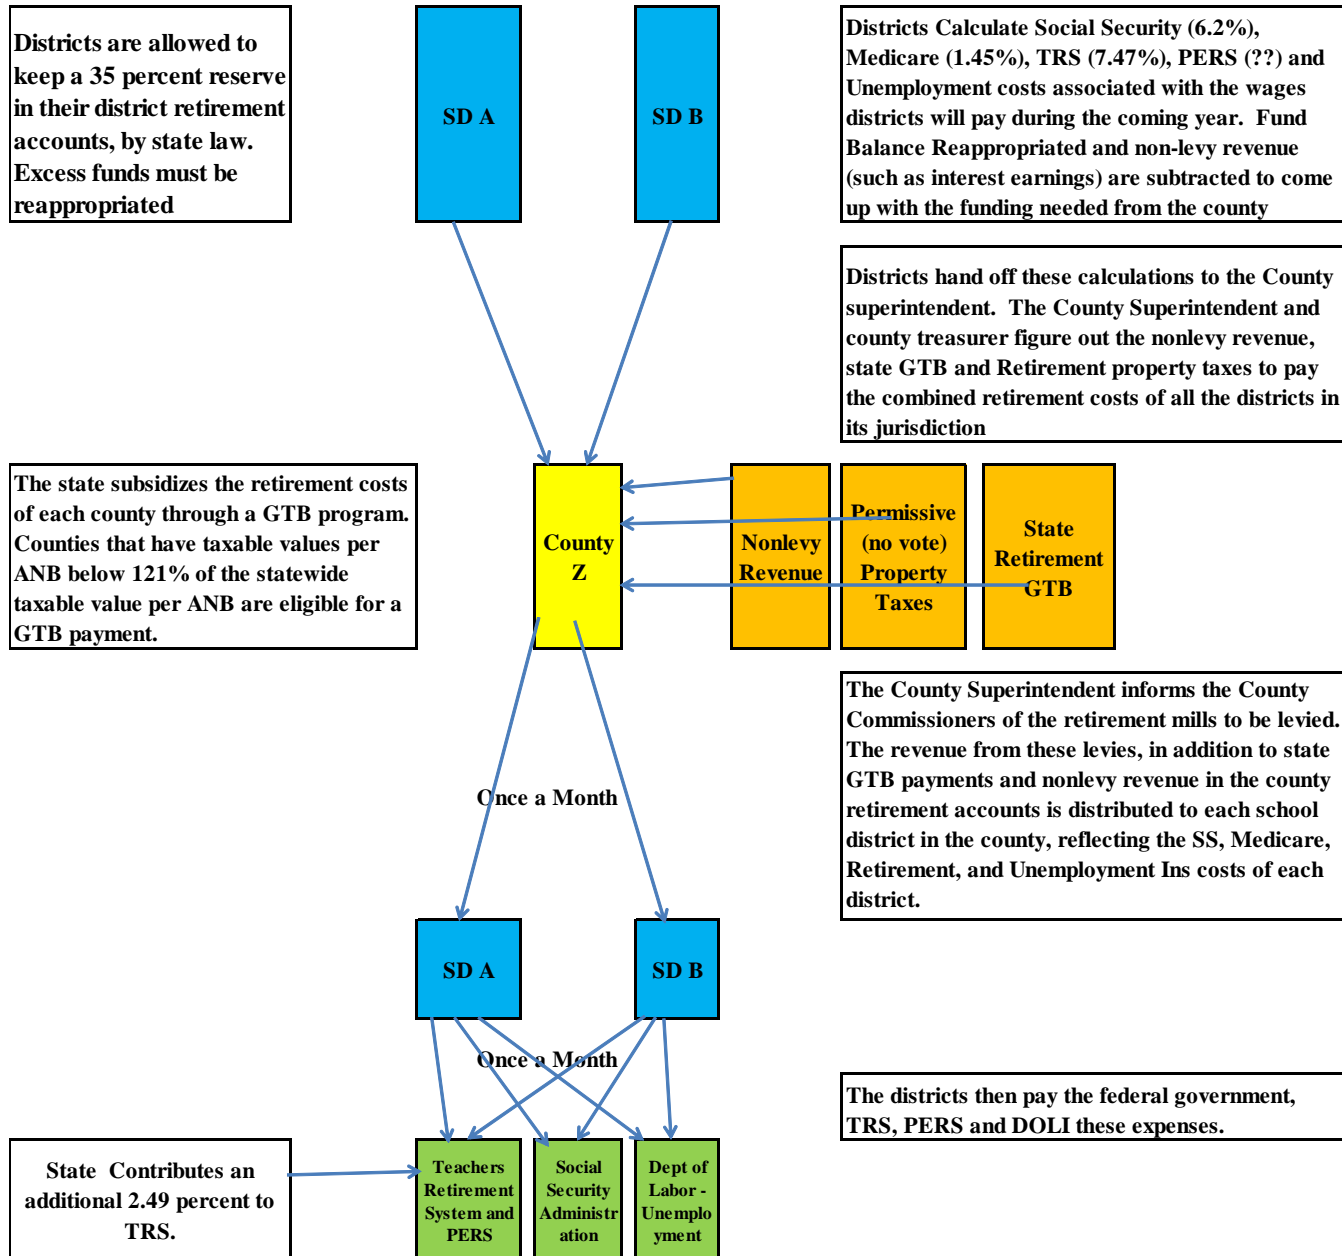 Districts are allowed to
keep a 35 percent reserve
in their district retirement
accounts, by state law.
Excess funds must be
reappropriated
SD A
SD B
Districts Calculate Social Security (6.2%),
Medicare (1.45%), TRS (7.47%), PERS (??) and
Unemployment costs associated with the wages
districts will pay during the coming year.  Fund
Balance Reappropriated and non-levy revenue
(such as interest earnings) are subtracted to come
up with the funding needed from the county
Districts hand off these calculations to the County
superintendent.  The County Superintendent and
county treasurer figure out the nonlevy revenue,
state GTB and Retirement property taxes to pay
the combined retirement costs of all the districts in
its jurisdiction
The state subsidizes the retirement costs
of each county through a GTB program.
Counties that have taxable values per
ANB below 121% of the statewide
taxable value per ANB are eligible for a
GTB payment.
County
Z
Nonlevy
Revenue
Permissive
(no vote)
Property
Taxes
State
Retirement
GTB
The County Superintendent informs the County
Commissioners of the retirement mills to be levied.
The revenue from these levies, in addition to state
GTB payments and nonlevy revenue in the county
retirement accounts is distributed to each school
district in the county, reflecting the SS, Medicare,
Retirement, and Unemployment Ins costs of each
district.
Once a Month
SD A
SD B
Once a Month
The districts then pay the federal government,
TRS, PERS and DOLI these expenses.
State  Contributes an
additional 2.49 percent to
TRS.
Teachers
Retirement
System and
PERS
Social
Security
Administr
ation
Dept of
Labor -
Unemplo
yment